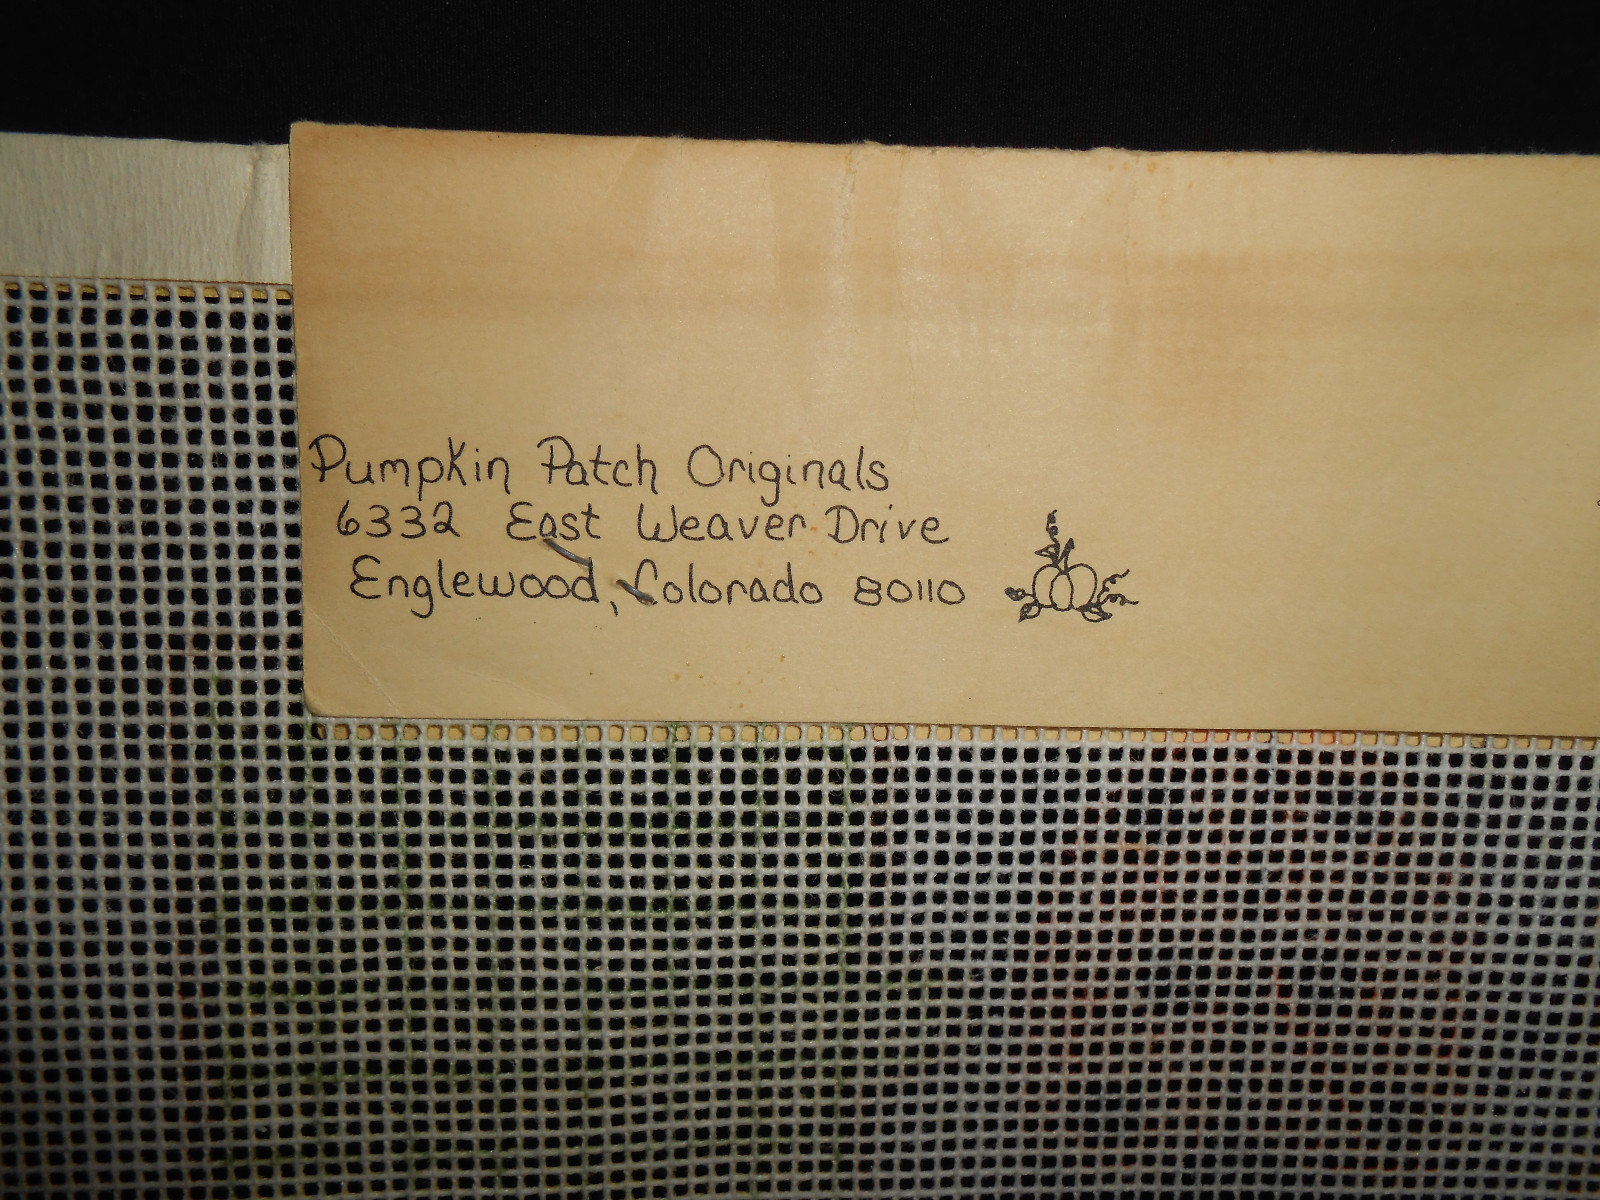 Pumpkin Patch Originals
6332 East Weaver Drive
Englewood, Colorado 80110